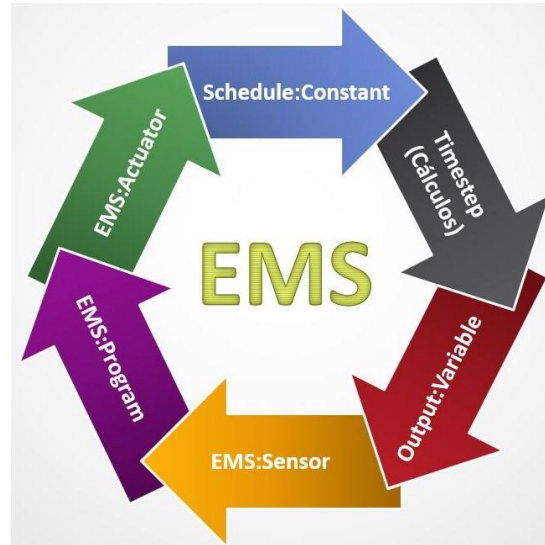 Schedule:Constant
Timestep
(Cálculos)
Output:Variable
EMS:Sensor
EMS:Program
EMS:Actuator
EMS